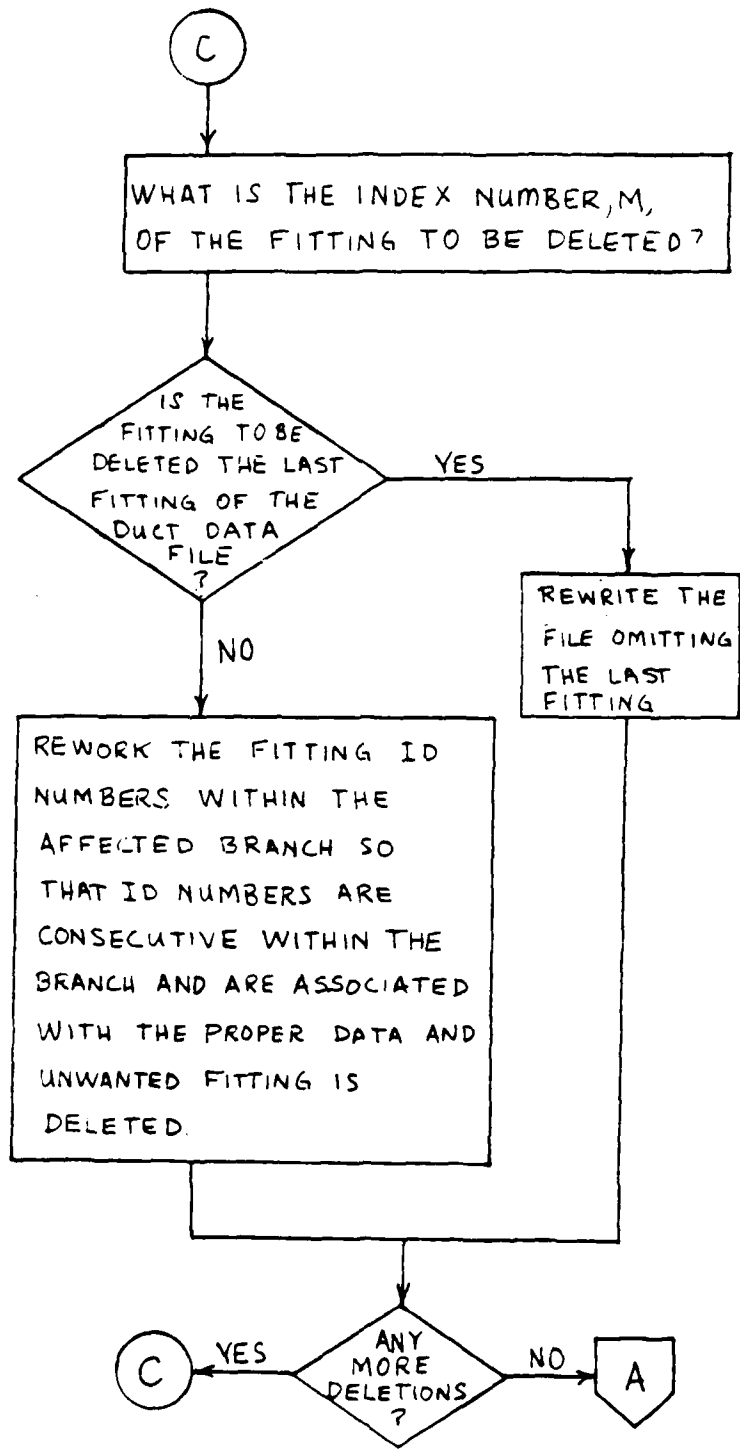 C
WHAT IS THE INDEX NUMBER, M,
OF THE FITTING TO BE DELETED?
IS THE
FITTING TO BE
DELETED THE LAST
FITTING OF THE
DUCT DATA
FILE
?
YES
NO
REWRITE THE
FILE OMITTING
THE LAST
FITTING
REWORK THE FITTING ID
NUMBERS WITHIN THE
AFFECTED BRANCH SO
THAT ID NUMBERS ARE
CONSECUTIVE WITHIN THE
BRANCH AND ARE ASSOCIATED
WITH THE PROPER DATA AND
UNWANTED FITTING IS
DELETED.
ANY
MORE
DELETIONS
?
YES
C
NO
A